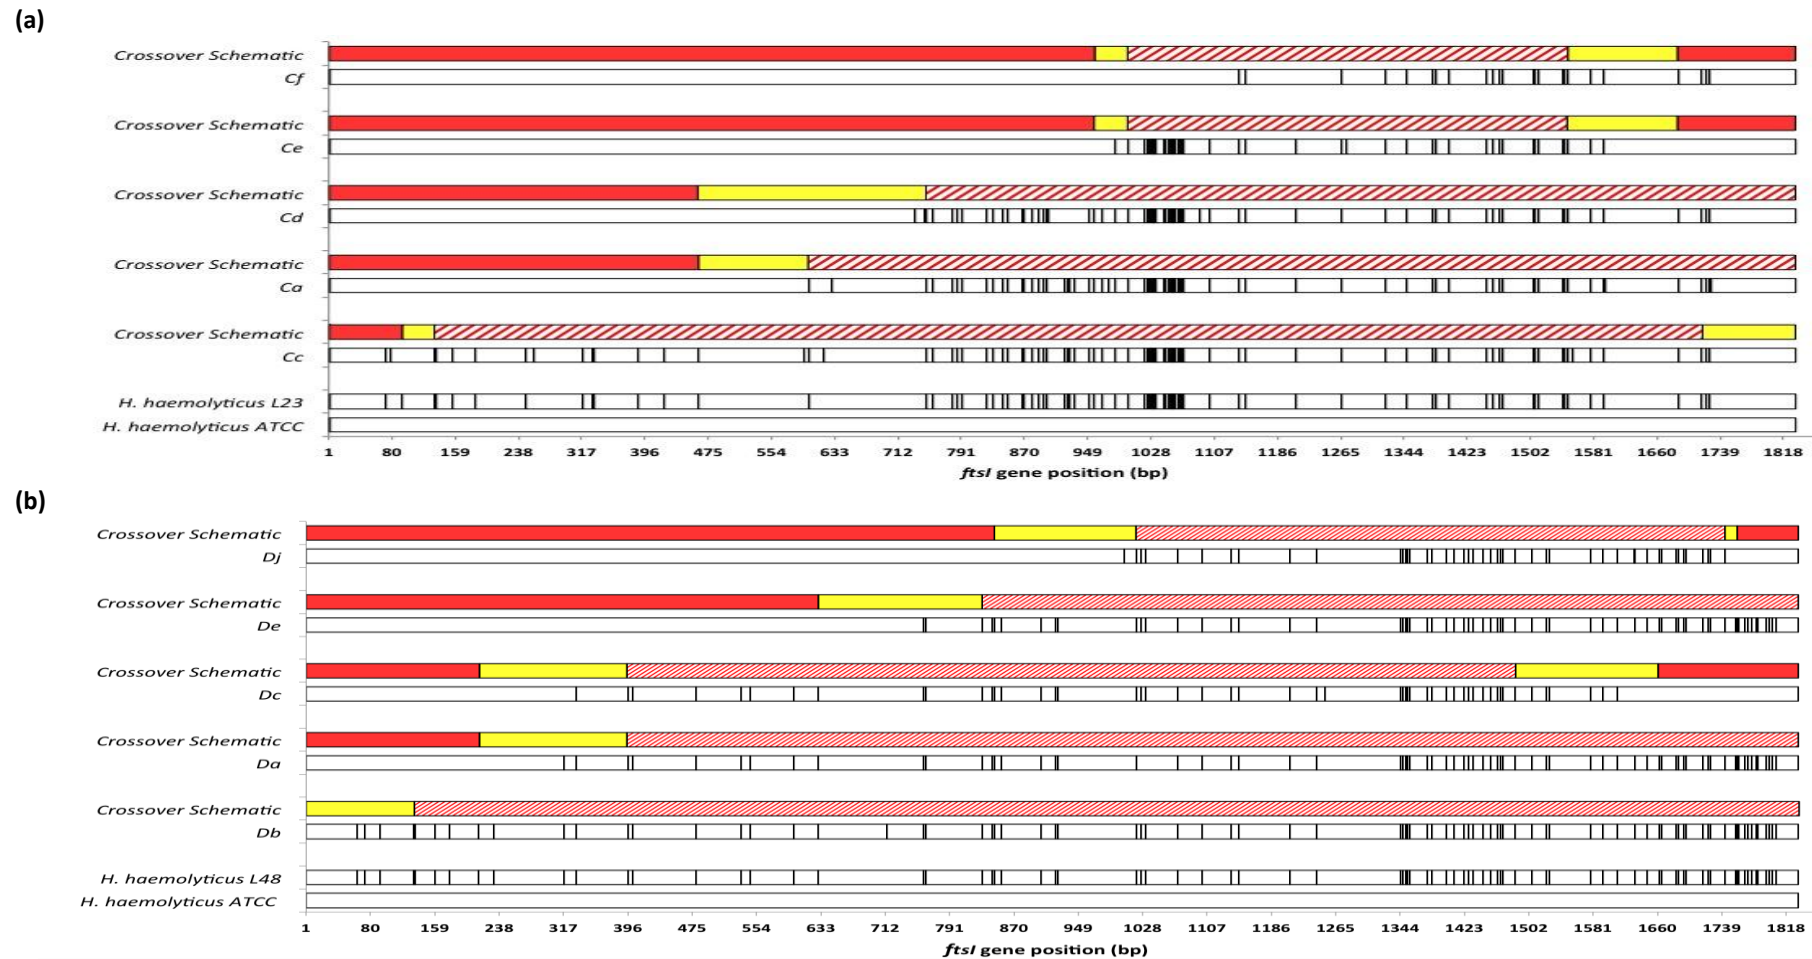 (a)
Crossover Schematic
Cf
Crossover Schematic
Ce
Crossover Schematic
Cd
Crossover Schematic
Ca
Crossover Schematic
Cc
H. haemolyticus L23
H. haemolyticus ATCC
1 80 159 238 317 396 475 554 633 712 791 870 949 1028 1107 1186 1265 1344 1423 1502 1581 1660 1739 1818
ftsI gene position (bp)
(b)
Crossover Schematic
Dj
Crossover Schematic
De
Crossover Schematic
Dc
Crossover Schematic
Da
Crossover Schematic
Db
H. haemolyticus L48
H. haemolyticus ATCC
1 80 159 238 317 396 475 554 633 712 791 870 949 1028 1107 1186 1265 1344 1423 1502 1581 1660 1739 1818
ftsI gene position (bp)